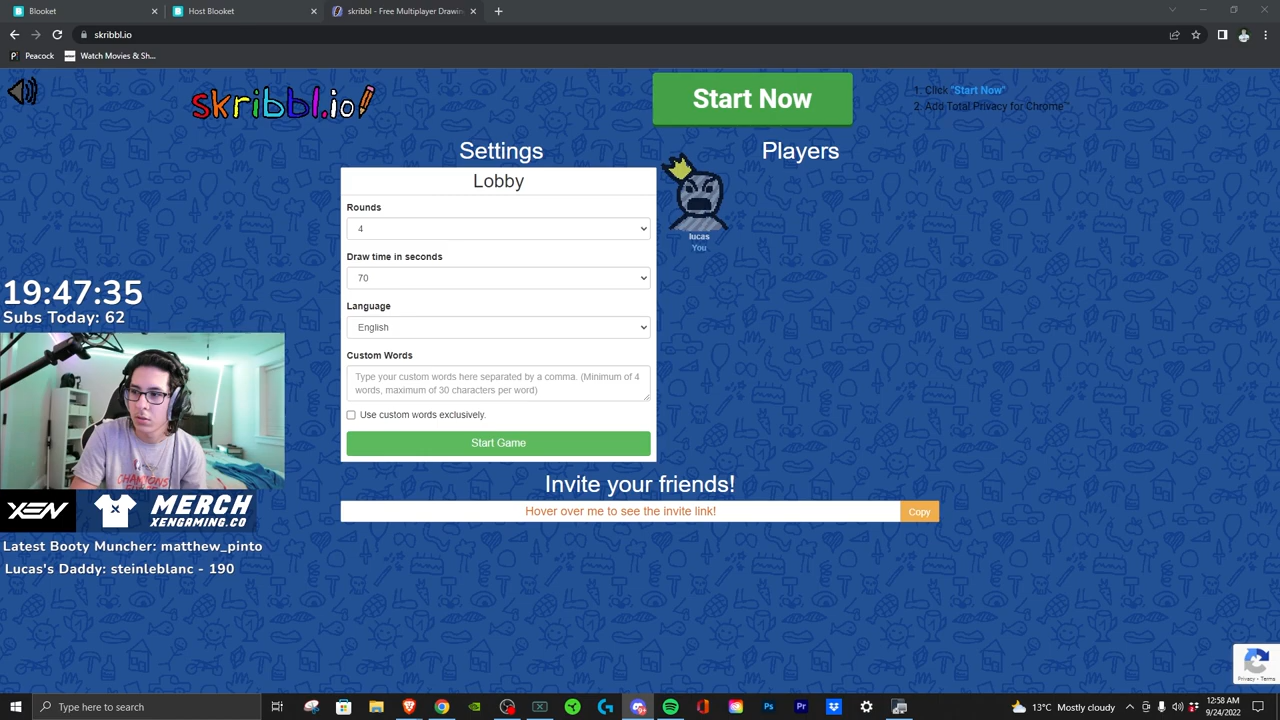 Blooket
Host Blooket
skribbl - Free Multiplayer Drawin
skribbl.io
Peacock
Watch Movies & Sh...
skribbl.io
Start Now
1. Click "Start Now"
2. Add Total Privacy for Chrome™
Settings
Players
Lobby
Rounds
4
lucas
You
Draw time in seconds
70
Language
English
19:47:35
Subs Today: 62
Custom Words
Type your custom words here separated by a comma. (Minimum of 4
words, maximum of 30 characters per word)
Use custom words exclusively.
Start Game
CHAMPIONS
Invite your friends!
Hover over me to see the invite link!
Copy
XEN
MERCH
XENGAMING.CO
Latest Booty Muncher: matthew_pinto
Lucas's Daddy: steinleblanc - 190
Privacy - Terms
Type here to search
13°C Mostly cloudy
12:58 AM
9/24/2022